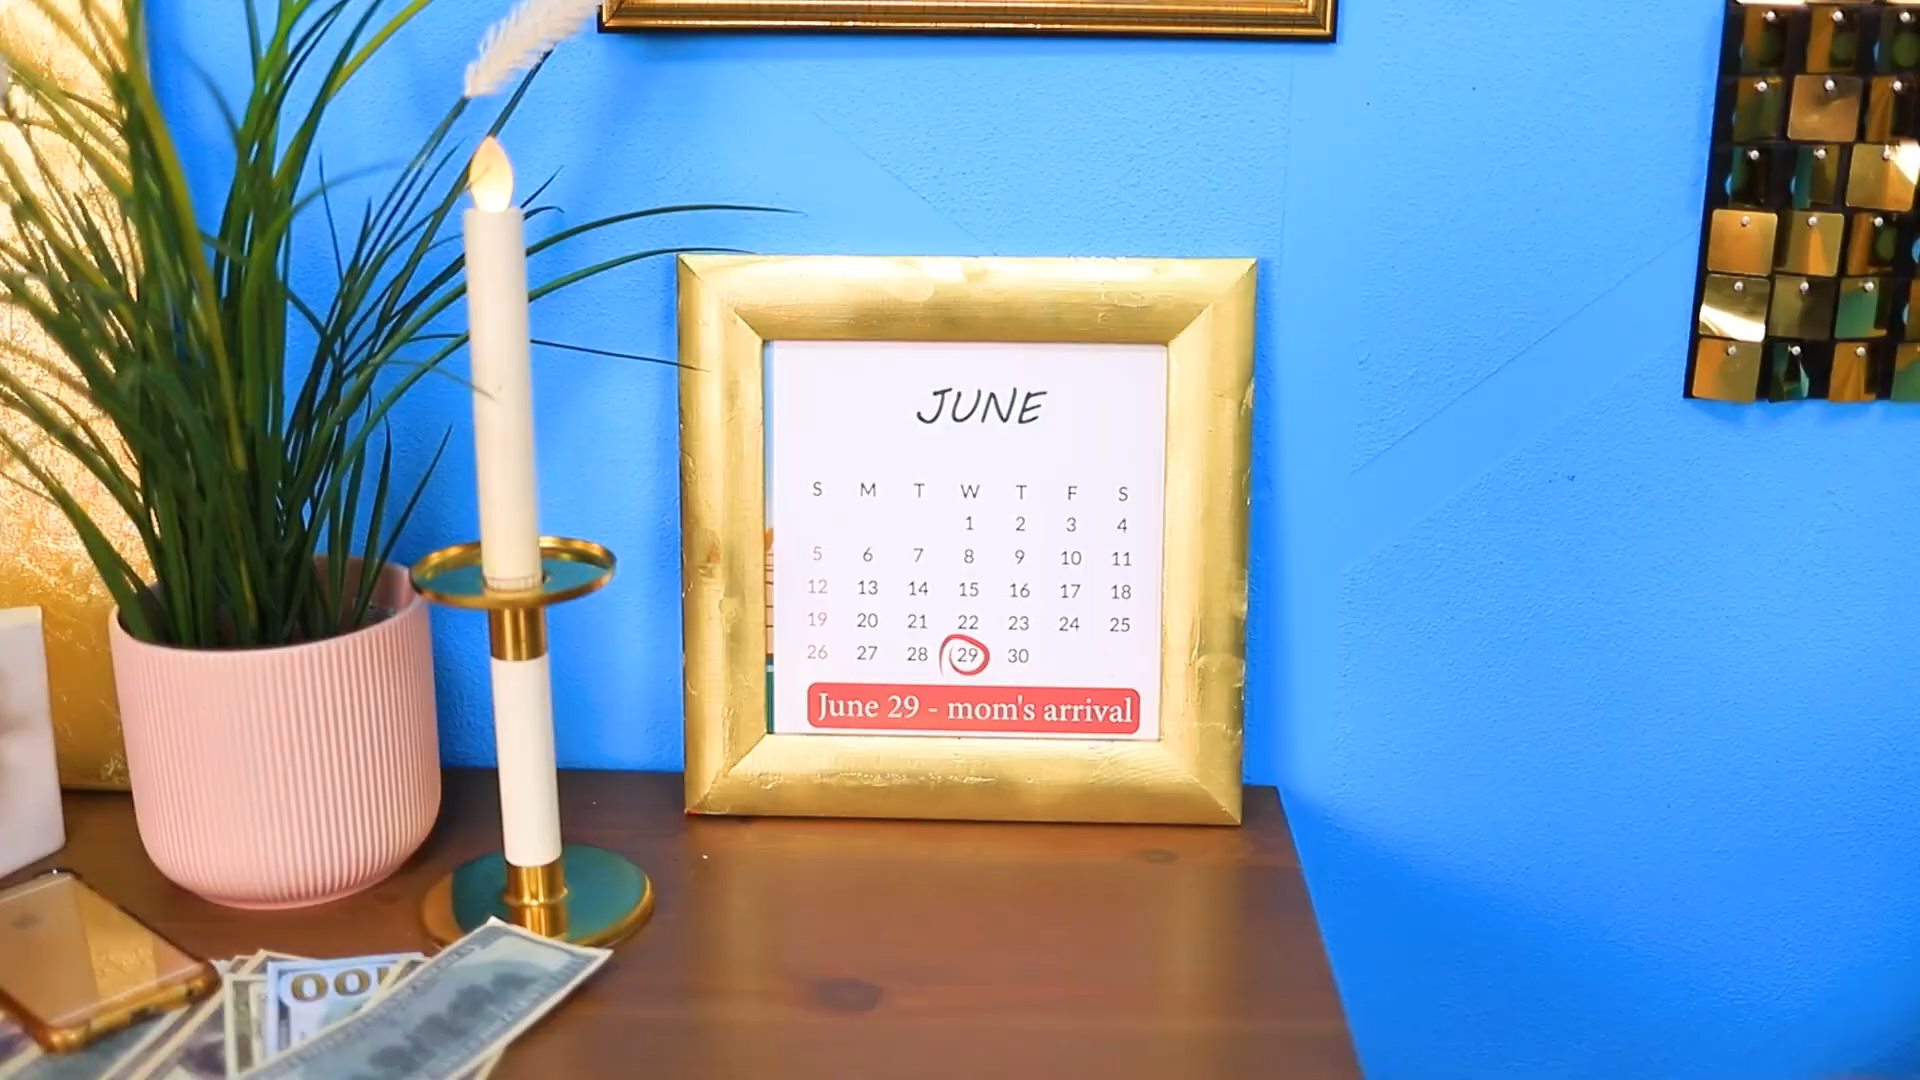 JUNE
S M T W T F S
1 2 3 4
5 6 7 8 9 10 11
12 13 14 15 16 17 18
19 20 21 22 23 24 25
26 27 28 29 30
June 29 - mom's arrival
00